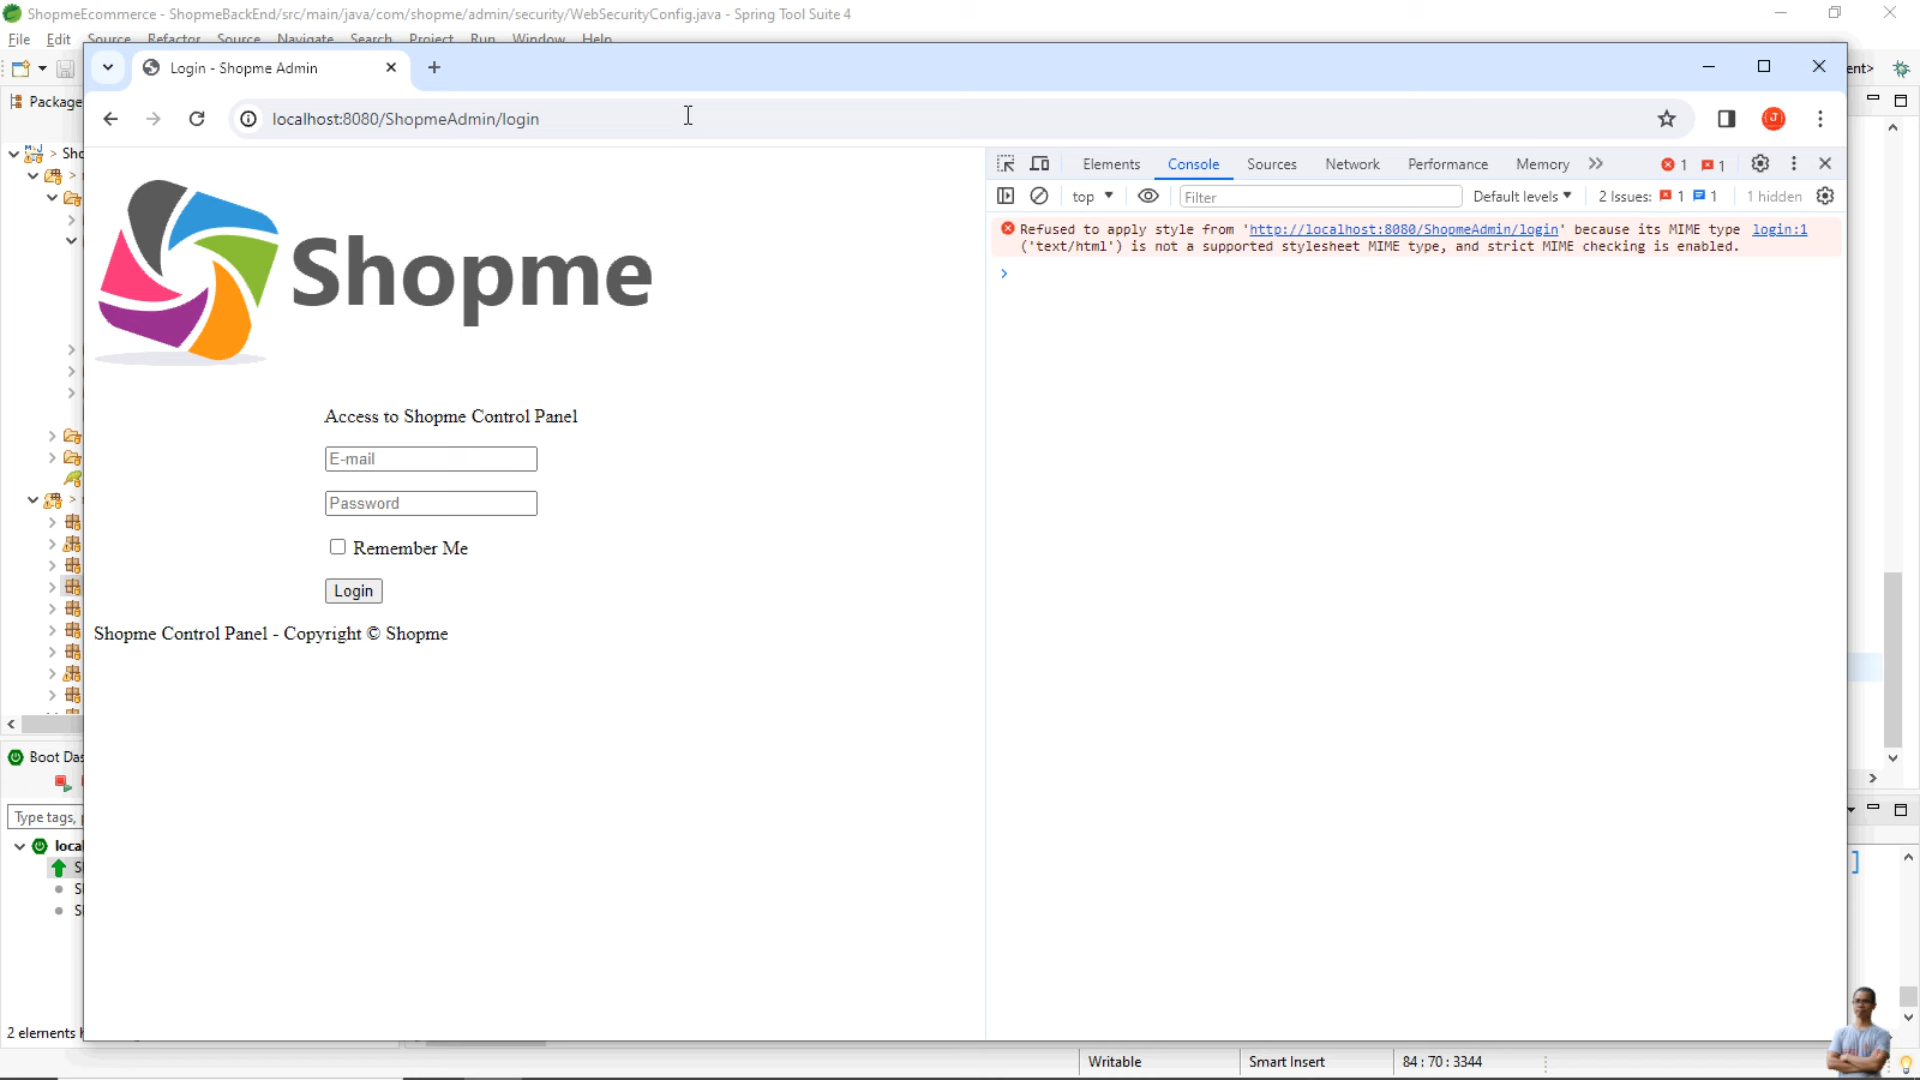 ShopmeEcommerce - ShopmeBackEnd/src/main/java/com/shopme/admin/security/WebSecurityConfig.java - Spring Tool Suite 4
File Edit Source Refactor Source Navigate Search Project Run Window Help
Login - Shopme Admin
ent>
Package
localhost:8080/ShopmeAdmin/login
Elements Console Sources Network Performance Memory 1 1
top Filter Default levels 2 Issues: 1 1 1 hidden
Refused to apply style from 'http://localhost:8080/ShopmeAdmin/login' because its MIME type login:1
('text/html') is not a supported stylesheet MIME type, and strict MIME checking is enabled.
> Sho
Shopme
Access to Shopme Control Panel
E-mail
Password
Remember Me
Login
Shopme Control Panel - Copyright © Shopme
Boot Das
Type tags, p
loca
S
S
S
]
2 elements h
Writable Smart Insert 84 : 70 : 3344